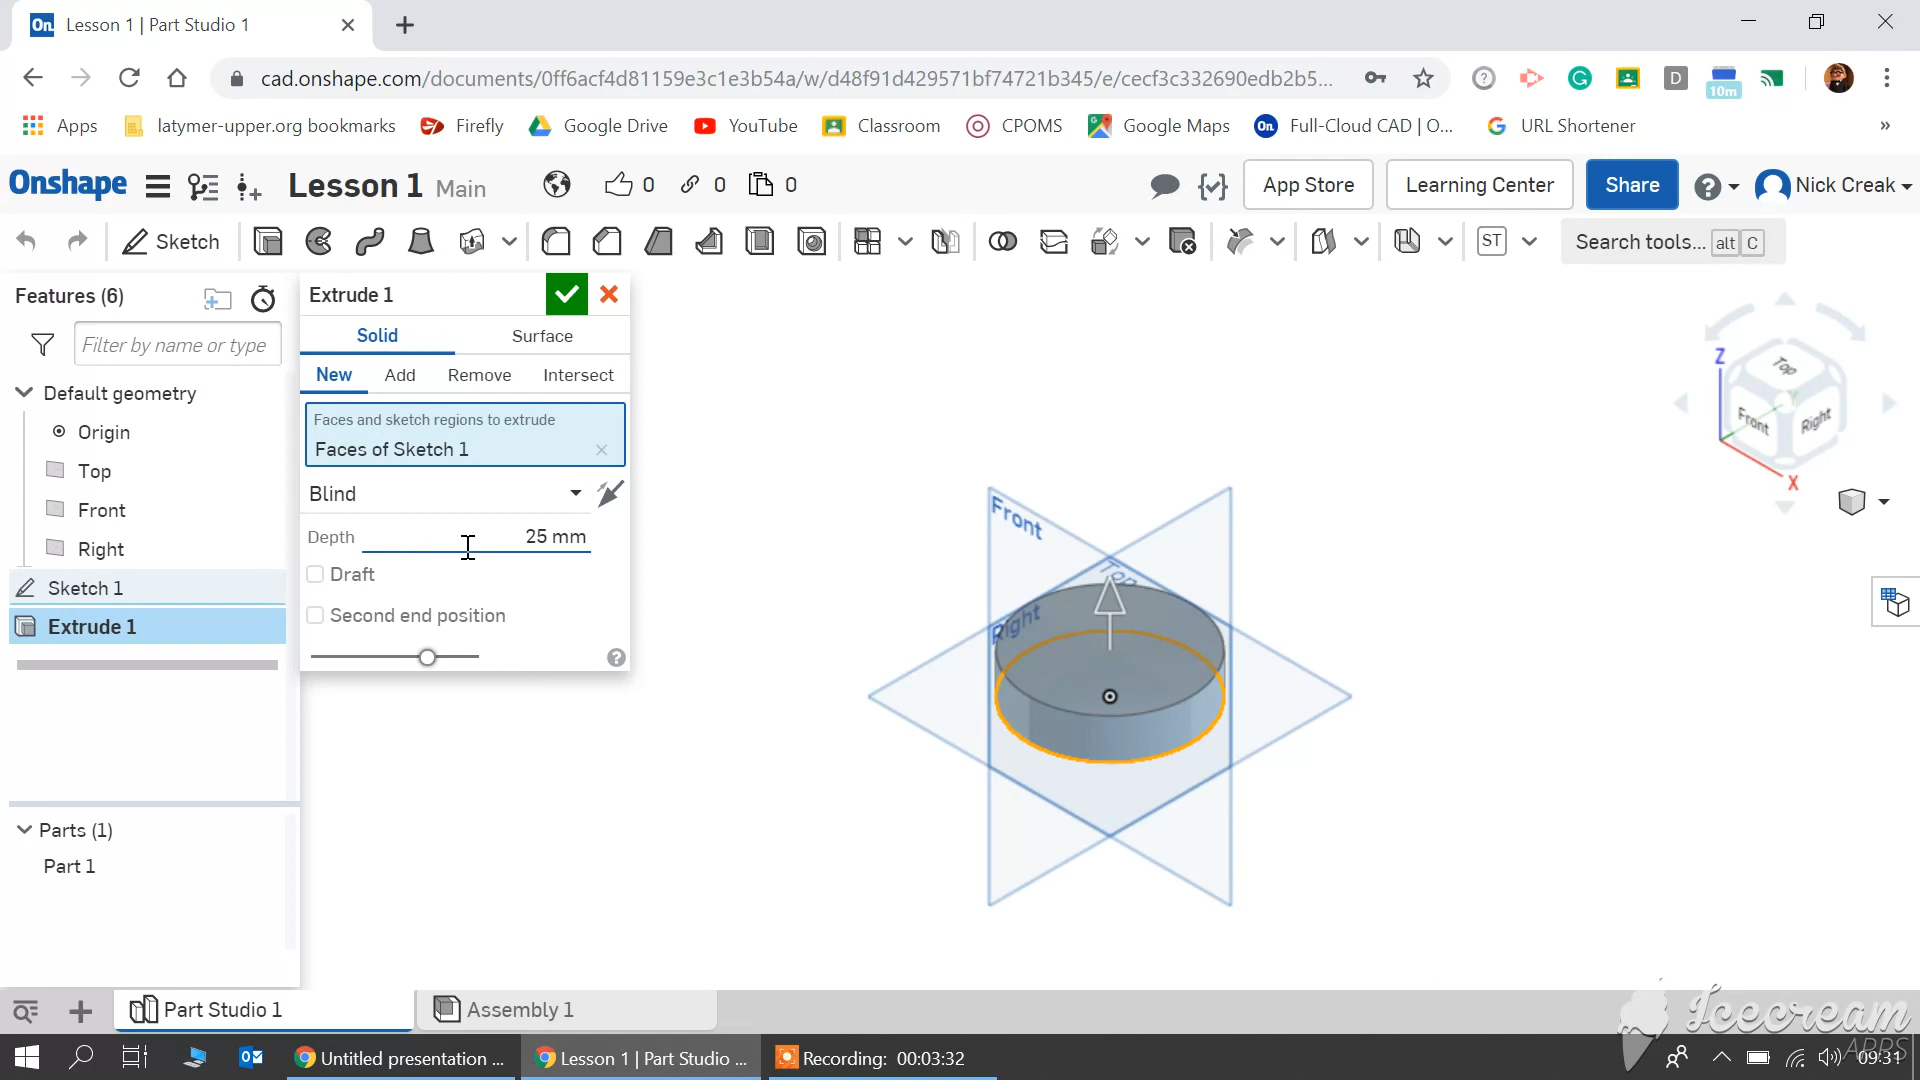 On. Lesson 1 | Part Studio 1
cad.onshape.com/documents/0ff6acf4d81159e3c1e3b54a/w/d48f91d429571bf74721b345/e/cecf3c332690edb2b5...
D
10m
Apps
latymer-upper.org bookmarks
Firefly
Google Drive
YouTube
Classroom
CPOMS
Google Maps
On Full-Cloud CAD | O...
URL Shortener
»
Onshape
Lesson 1 Main
0
0
0
App Store
Learning Center
Share
Nick Creak
Sketch
ST
Search tools... alt C
Features (6)
Filter by name or type
Default geometry
Origin
Top
Front
Right
Sketch 1
Extrude 1
Parts (1)
Part 1
Extrude 1
Solid
Surface
New
Add
Remove
Intersect
Faces and sketch regions to extrude
Faces of Sketch 1
Blind
Depth
25 mm
Draft
Second end position
Front
Top
Right
Z
Top
Front
Right
X
Part Studio 1
Assembly 1
Icecream
APPS
Untitled presentation ...
Lesson 1 | Part Studio ...
Recording: 00:03:32
09:31